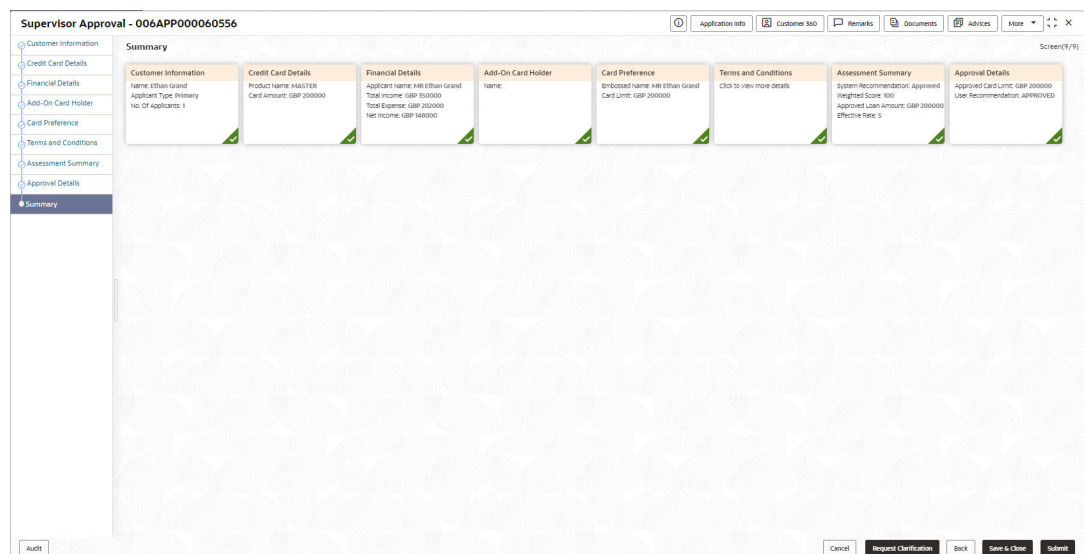 Supervisor Approval - 006APP000060556
Application Info
Customer 360
Remarks
Documents
Advices
More
Customer Information
Credit Card Details
Financial Details
Add-On Card Holder
Card Preference
Terms and Conditions
Assessment Summary
Approval Details
Summary
Summary
Screen(9/9)
Customer Information
Name: Ethan Grand
Applicant Type: Primary
No. Of Applicants: 1
Credit Card Details
Product Name: MASTER
Card Amount: GBP 200000
Financial Details
Applicant Name: MR Ethan Grand
Total Income: GBP 350000
Total Expense: GBP 202000
Net Income: GBP 148000
Add-On Card Holder
Name:
Card Preference
Embossed Name: MR Ethan Grand
Card Limit: GBP 200000
Terms and Conditions
Click to view more details
Assessment Summary
System Recommendation: Approved
Weighted Score: 100
Approved Loan Amount: GBP 200000
Effective Rate: 5
Approval Details
Approved Card Limit: GBP 200000
User Recommendation: APPROVED
Audit
Cancel
Request Clarification
Back
Save & Close
Submit